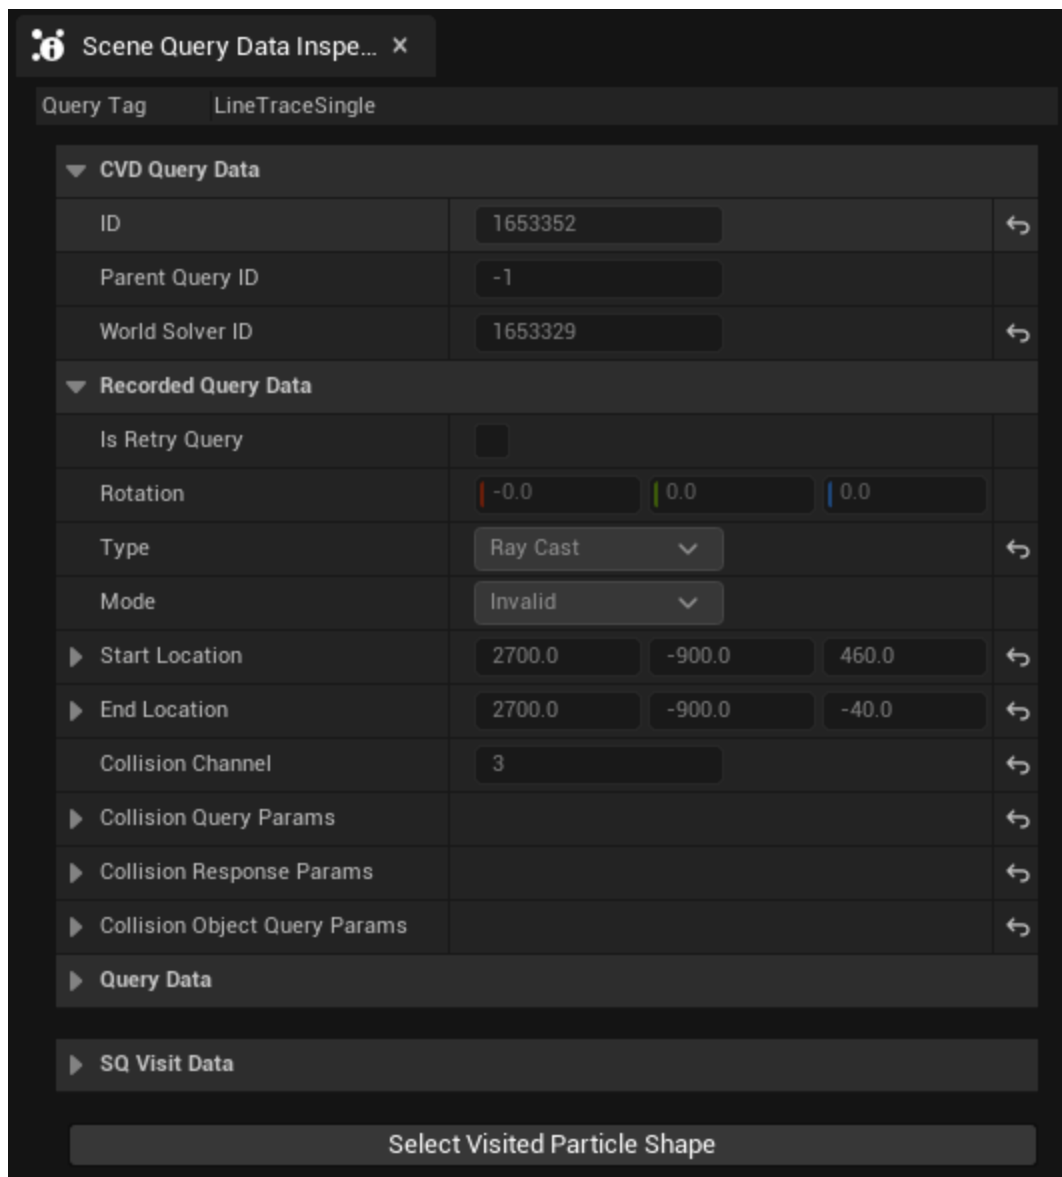 Scene Query Data Inspe... ×
Query Tag LineTraceSingle
CVD Query Data
ID 1653352
Parent Query ID -1
World Solver ID 1653329
Recorded Query Data
Is Retry Query
Rotation -0.0 0.0 0.0
Type Ray Cast
Mode Invalid
Start Location 2700.0 -900.0 460.0
End Location 2700.0 -900.0 -40.0
Collision Channel 3
Collision Query Params
Collision Response Params
Collision Object Query Params
Query Data
SQ Visit Data
Select Visited Particle Shape